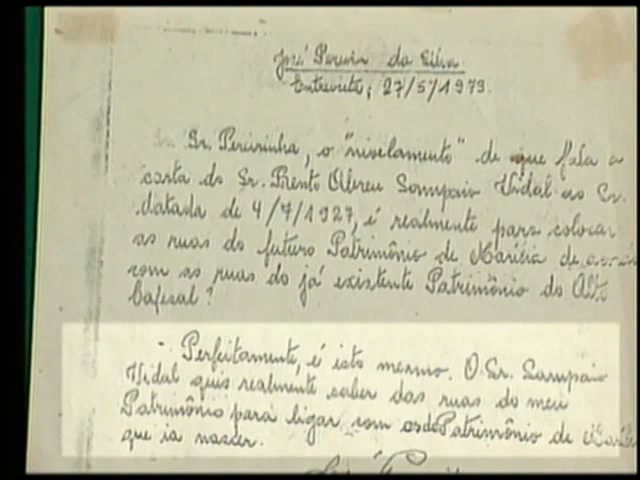 José Pereira da Silva
Entrevista, 27/5/1973.
Sr. Pereirinha, o "nivelamento" de que fala a
carta do Sr. Bento Abreu Sampaio Vidal ao Sr.
datada de 4/7/1927, é realmente para colocar
as ruas do futuro Patrimônio de Marília de
com as ruas do já existente Patrimônio do Alto
Cafesal?
- Perfeitamente, é isto mesmo. O Sr. Sampaio
Vidal quis realmente saber das ruas do meu
Patrimônio para ligar com as do Patrimônio de
que ia nascer.